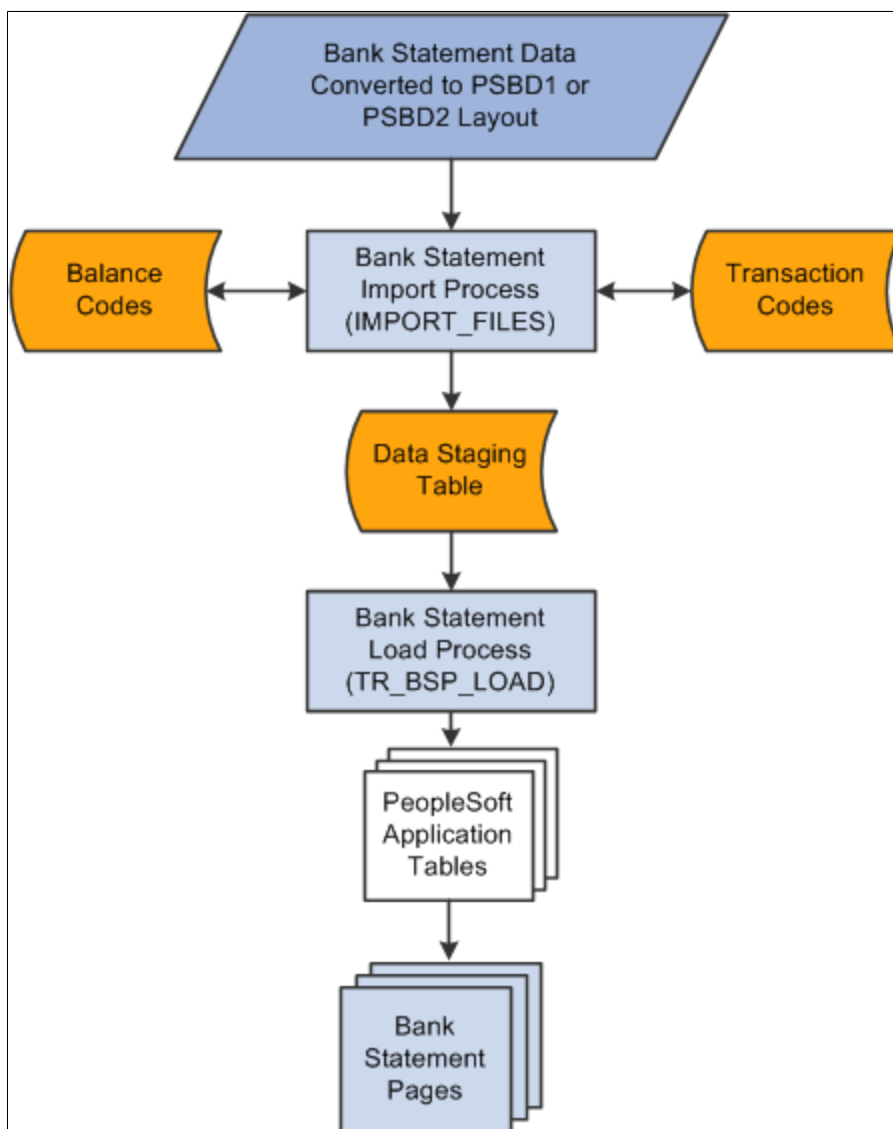 Bank Statement Data
Converted to PSBD1 or
PSBD2 Layout
Balance
Codes
Bank Statement
Import Process
(IMPORT_FILES)
Transaction
Codes
Data Staging
Table
Bank Statement
Load Process
(TR_BSP_LOAD)
PeopleSoft
Application
Tables
Bank
Statement
Pages